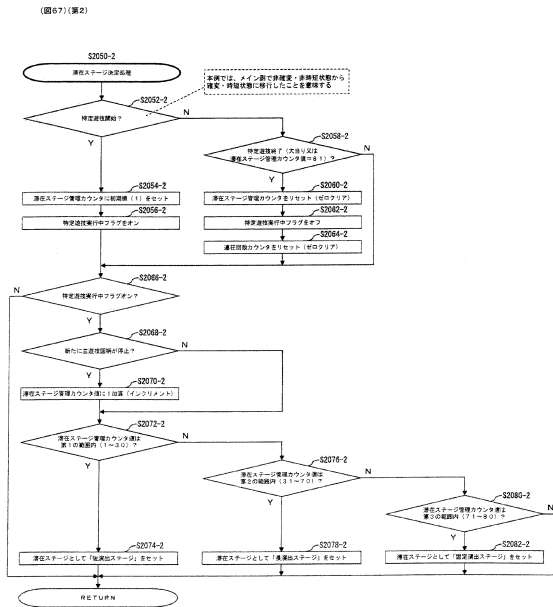 (図67)(第2)
S2050-2
滞在ステージ決定処理
本例では、メイン側で非確変・非時短状態から
確変・時短状態に移行したことを意味する
S2052-2
特定遊技開始？
N
Y
S2058-2
特定遊技終了（大当り又は
滞在ステージ管理カウンタ値＝81）？
N
Y
S2054-2
滞在ステージ管理カウンタに初期値（1）をセット
S2056-2
特定遊技実行中フラグをオン
S2060-2
滞在ステージ管理カウンタをリセット（ゼロクリア）
S2062-2
特定遊技実行中フラグをオフ
S2064-2
連荘回数カウンタをリセット（ゼロクリア）
S2066-2
特定遊技実行中フラグオン？
N
Y
S2068-2
新たに主遊技図柄が停止？
N
Y
S2070-2
滞在ステージ管理カウンタ値に1加算（インクリメント）
S2072-2
滞在ステージ管理カウンタ値は
第1の範囲内（1～30）？
N
Y
S2076-2
滞在ステージ管理カウンタ値は
第2の範囲内（31～70）？
N
Y
S2080-2
滞在ステージ管理カウンタ値は
第3の範囲内（71～80）？
N
Y
S2074-2
滞在ステージとして「短演出ステージ」をセット
S2078-2
滞在ステージとして「長演出ステージ」をセット
S2082-2
滞在ステージとして「固定演出ステージ」をセット
RETURN